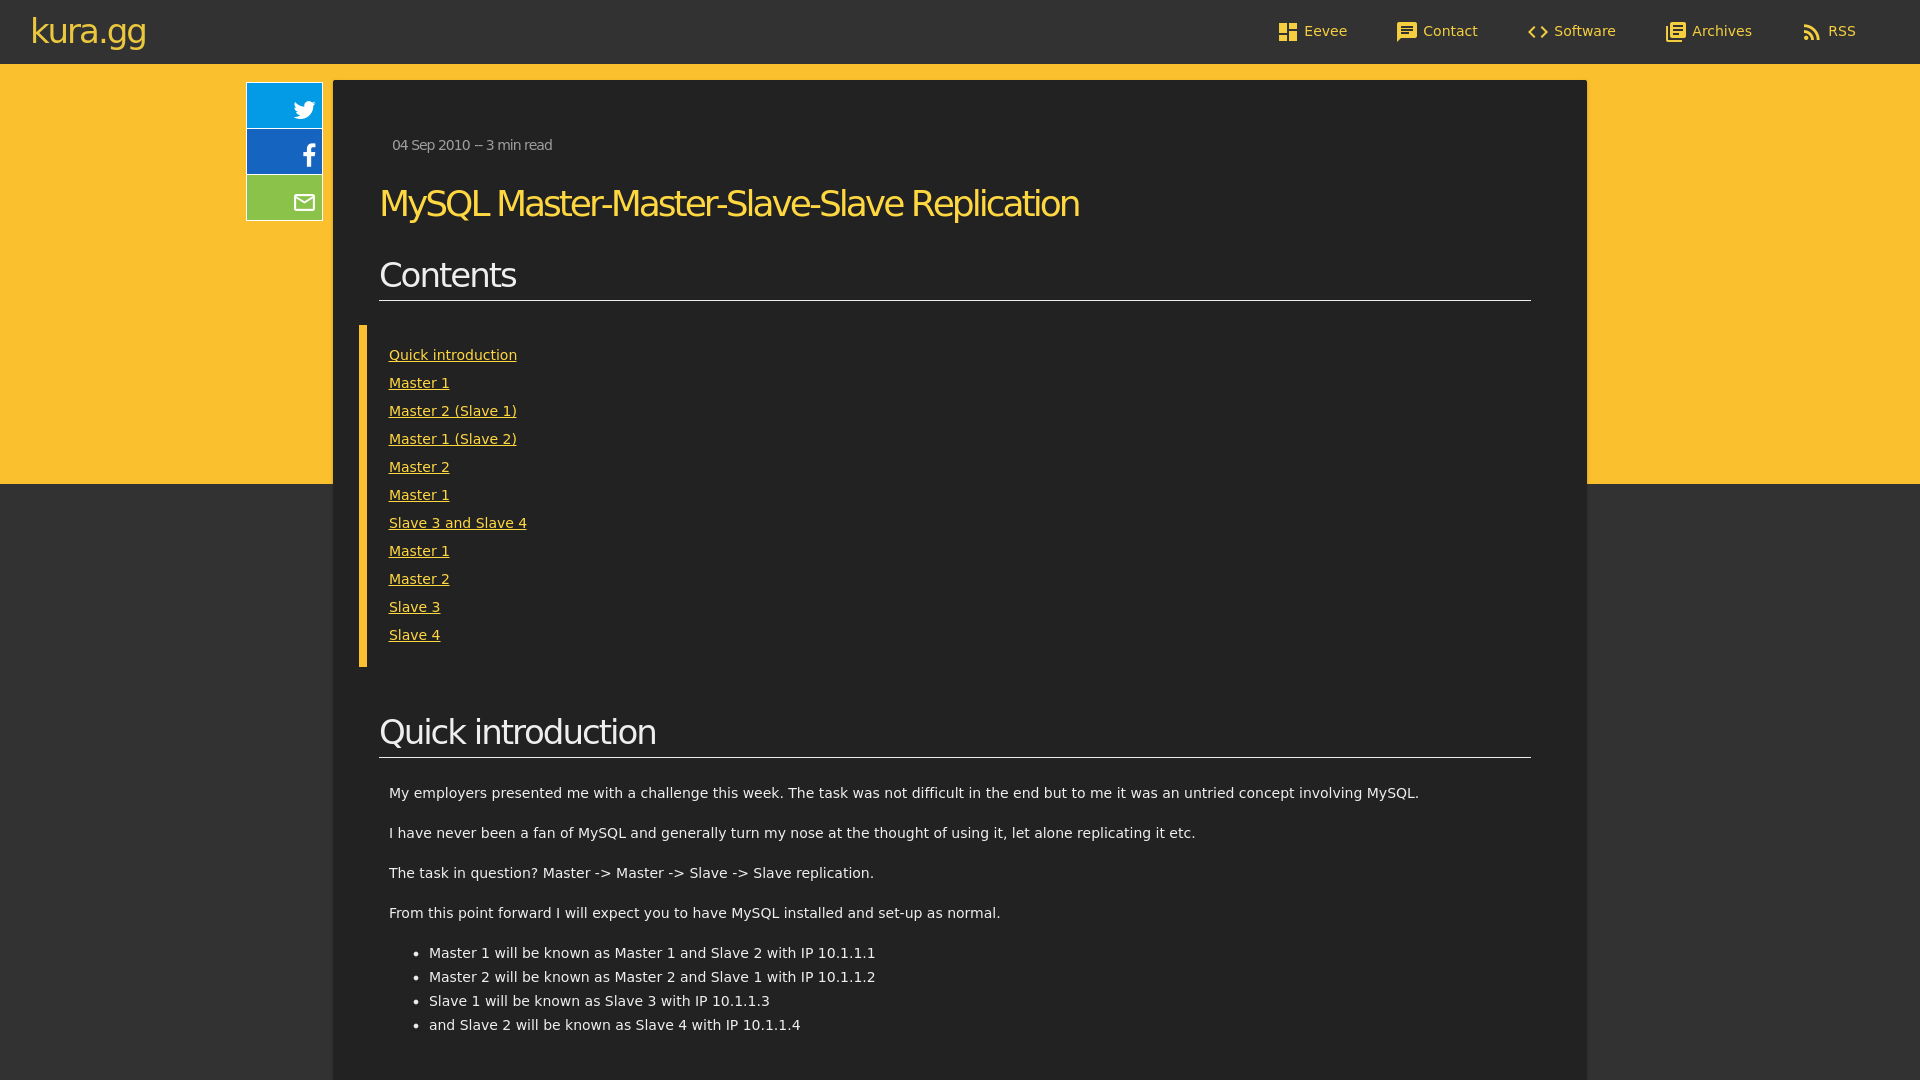 kura.gg
Eevee
Contact
Software
Archives
RSS
04 Sep 2010 -- 3 min read
MySQL Master-Master-Slave-Slave Replication
Contents
Quick introduction
Master 1
Master 2 (Slave 1)
Master 1 (Slave 2)
Master 2
Master 1
Slave 3 and Slave 4
Master 1
Master 2
Slave 3
Slave 4
Quick introduction
My employers presented me with a challenge this week. The task was not difficult in the end but to me it was an untried concept involving MySQL.
I have never been a fan of MySQL and generally turn my nose at the thought of using it, let alone replicating it etc.
The task in question? Master -> Master -> Slave -> Slave replication.
From this point forward I will expect you to have MySQL installed and set-up as normal.
• Master 1 will be known as Master 1 and Slave 2 with IP 10.1.1.1
• Master 2 will be known as Master 2 and Slave 1 with IP 10.1.1.2
• Slave 1 will be known as Slave 3 with IP 10.1.1.3
• and Slave 2 will be known as Slave 4 with IP 10.1.1.4